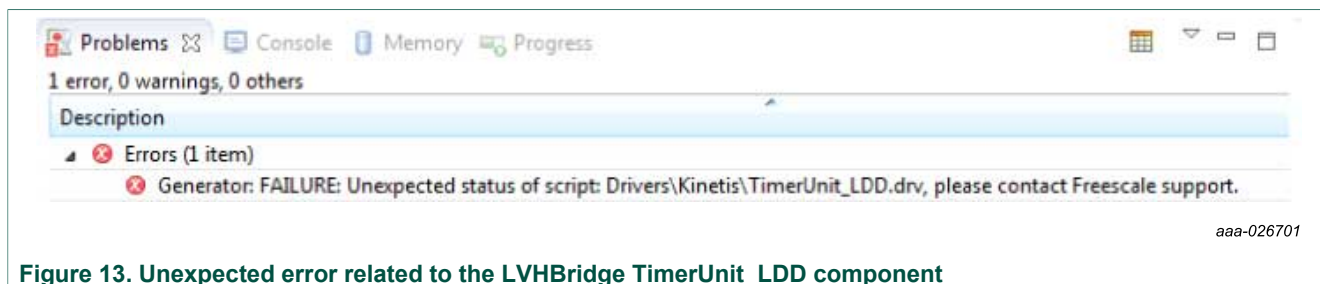 Problems Console Memory Progress
1 error, 0 warnings, 0 others
Description
Errors (1 item)
Generator: FAILURE: Unexpected status of script: Drivers\Kinetis\TimerUnit_LDD.drv, please contact Freescale support.
aaa-026701
Figure 13. Unexpected error related to the LVHBridge TimerUnit_LDD component